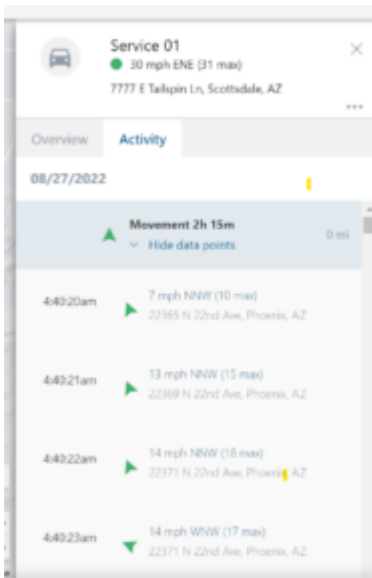 Service 01
30 mph ENE (31 max)
7777 E Tailspin Ln, Scottsdale, AZ
Overview Activity
08/27/2022
Movement 2h 15m
0 mi
Hide data points
4:40:20am
7 mph NNW (10 max)
22365 N 22nd Ave, Phoenix, AZ
4:40:21am
13 mph NNW (15 max)
22369 N 22nd Ave, Phoenix, AZ
4:40:22am
14 mph NNW (18 max)
22371 N 22nd Ave, Phoenix, AZ
4:40:23am
14 mph WNW (17 max)
22371 N 22nd Ave, Phoenix, AZ